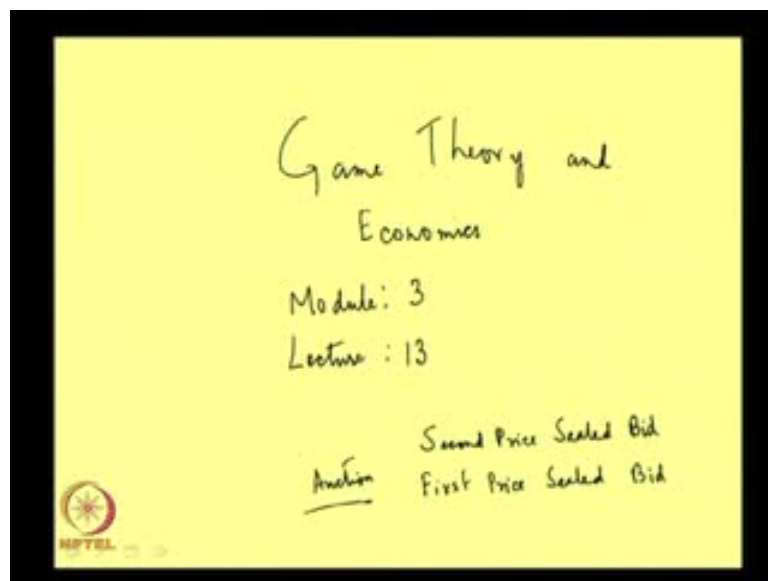 Game Theory and
Economics
Module: 3
Lecture: 13
Second Price Sealed Bid
Auction First Price Sealed Bid
NPTEL